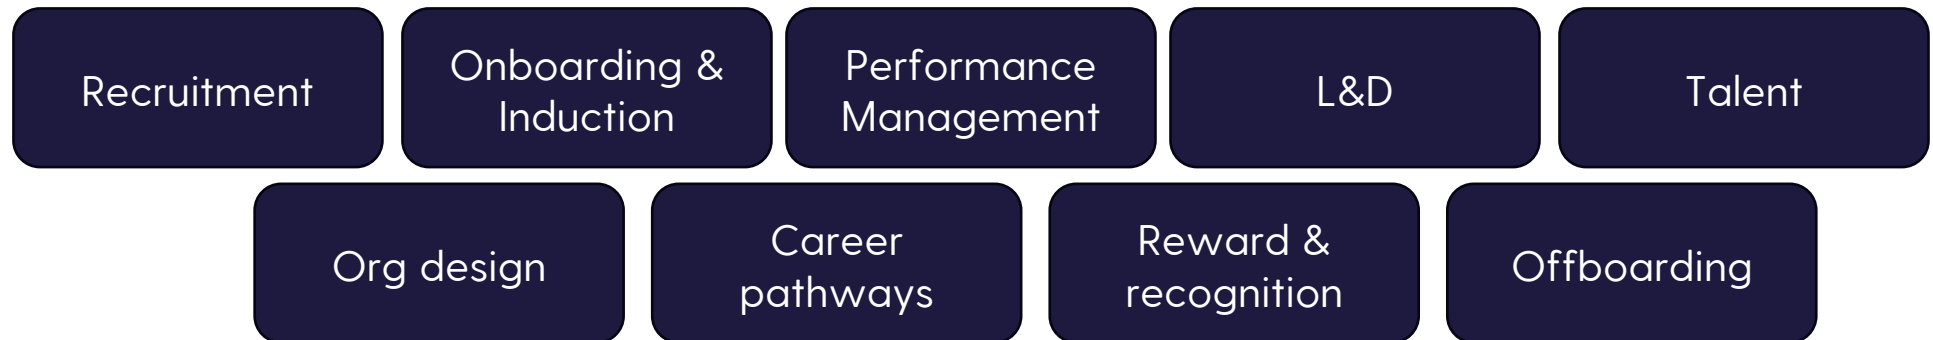 Recruitment
Onboarding &
Induction
Performance
Management
L&D
Talent
Org design
Career
pathways
Reward &
recognition
Offboarding